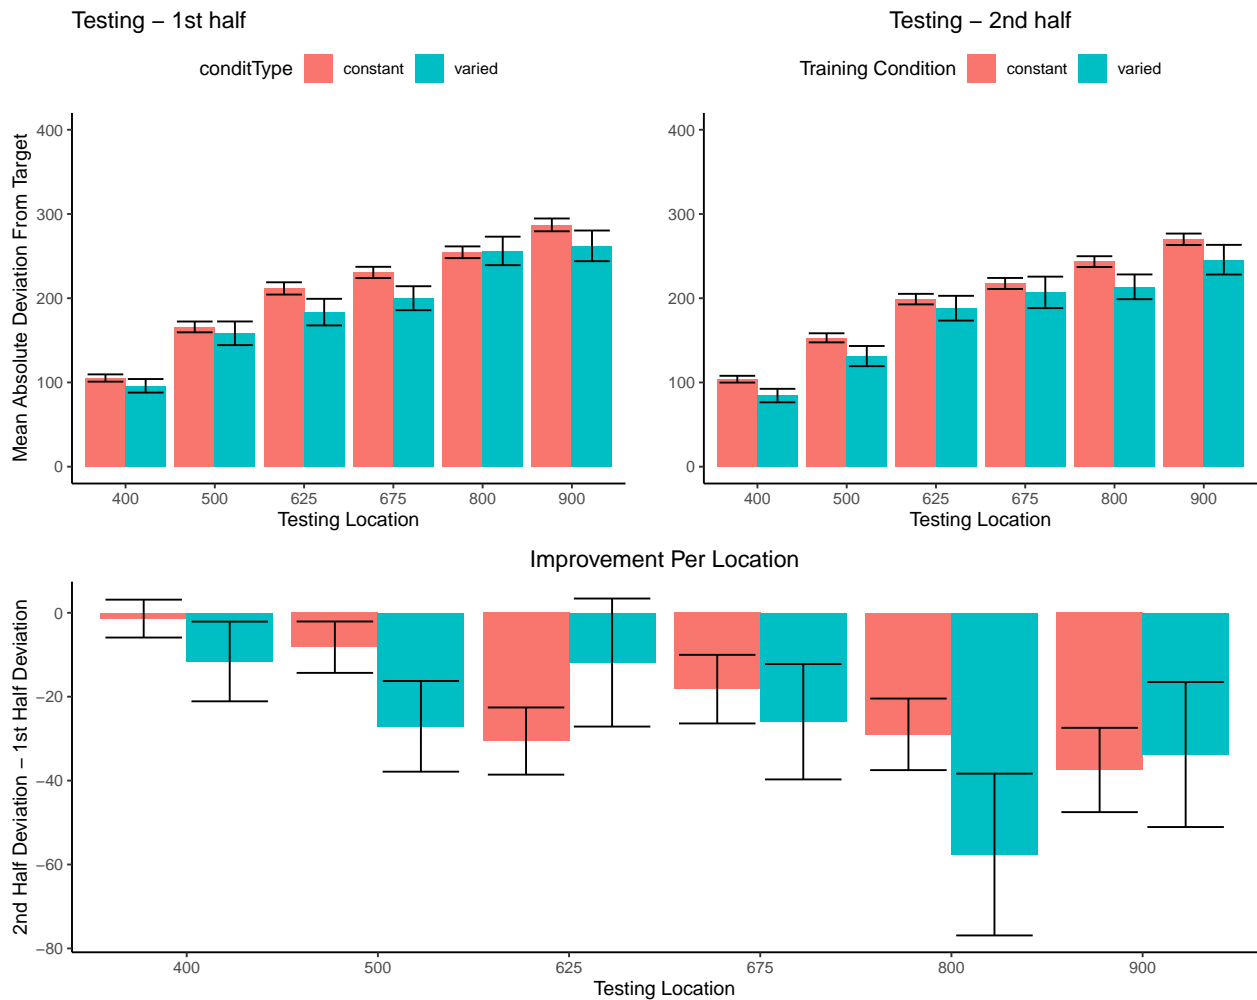 Testing − 1st half
conditType constant varied
Mean Absolute Deviation From Target
400
300
200
100
0
400 500 625 675 800 900
Testing Location
Testing − 2nd half
Training Condition constant varied
400
300
200
100
0
400 500 625 675 800 900
Testing Location
Improvement Per Location
2nd Half Deviation − 1st Half Deviation
0
−20
−40
−60
−80
400 500 625 675 800 900
Testing Location